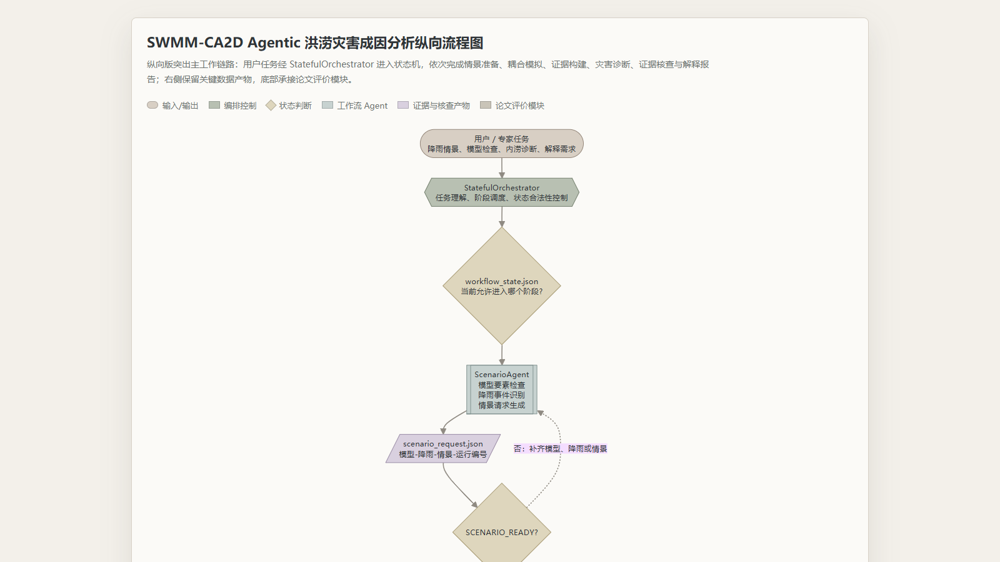 SWMM-CA2D Agentic 洪涝灾害成因分析纵向流程图
纵向版突出主工作链路：用户任务经 StatefulOrchestrator 进入状态机，依次完成情景准备、耦合模拟、证据构建、灾害诊断、证据核查与解释报
告；右侧保留关键数据产物，底部承接论文评价模块。
输入/输出 编排控制 状态判断 工作流 Agent 证据与核查产物 论文评价模块
用户 / 专家任务
降雨情景、模型检查、内涝诊断、解释需求
StatefulOrchestrator
任务理解、阶段调度、状态合法性控制
workflow_state.json
当前允许进入哪个阶段?
ScenarioAgent
模型要素检查
降雨事件识别
情景请求生成
scenario_request.json
模型-降雨-情景-运行编号
否：补齐模型、降雨或情景
SCENARIO_READY?